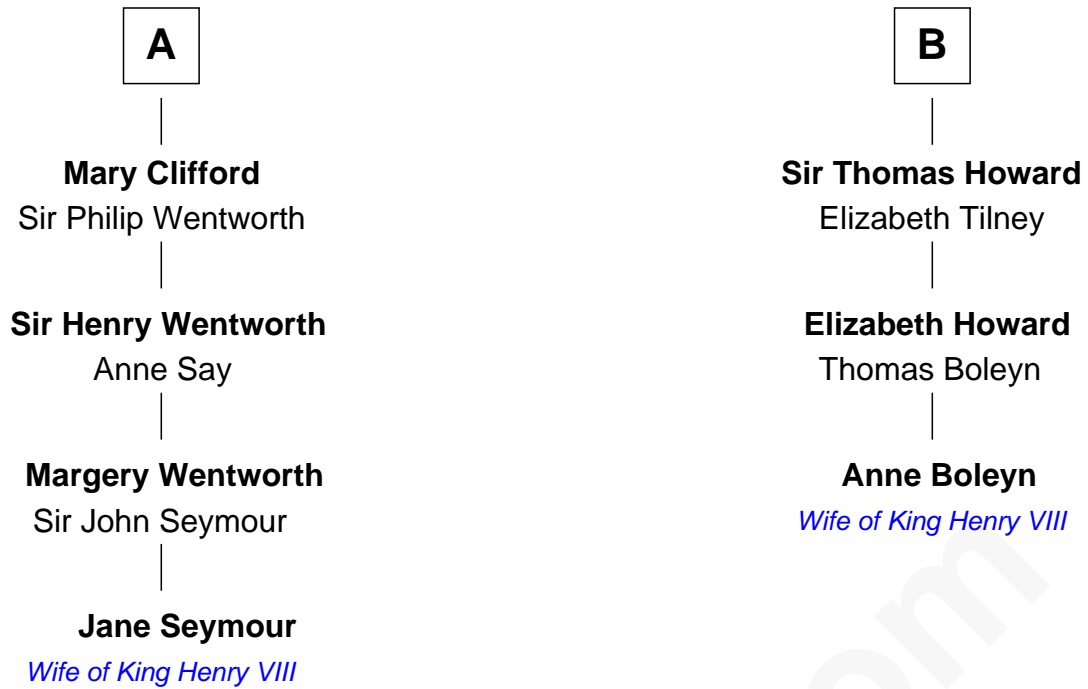 A
Mary Clifford
Sir Philip Wentworth
Sir Henry Wentworth
Anne Say
Margery Wentworth
Sir John Seymour
Jane Seymour
Wife of King Henry VIII
B
Sir Thomas Howard
Elizabeth Tilney
Elizabeth Howard
Thomas Boleyn
Anne Boleyn
Wife of King Henry VIII
om